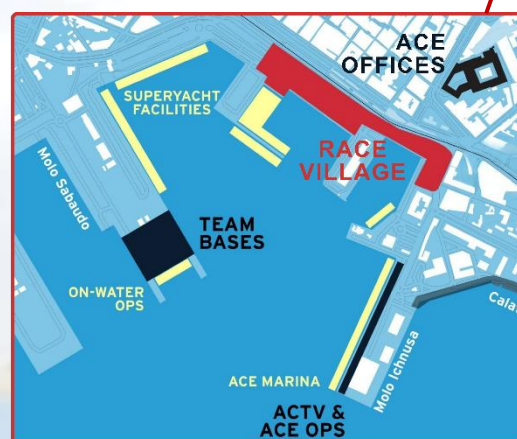 ACE
OFFICES
SUPERYACHT
FACILITIES
RACE
VILLAGE
Molo Sabaudo
TEAM
BASES
ON-WATER
OPS
Cala
ACE MARINA
Molo Ichnusa
ACTV &
ACE OPS